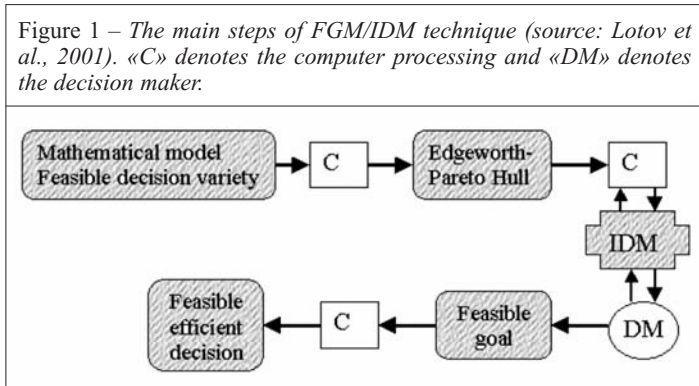 Figure 1 – The main steps of FGM/IDM technique (source: Lotov et
al., 2001). «C» denotes the computer processing and «DM» denotes
the decision maker.
Mathematical model
Feasible decision variety
C
Edgeworth-
Pareto Hull
C
IDM
Feasible
efficient
decision
C
Feasible
goal
DM